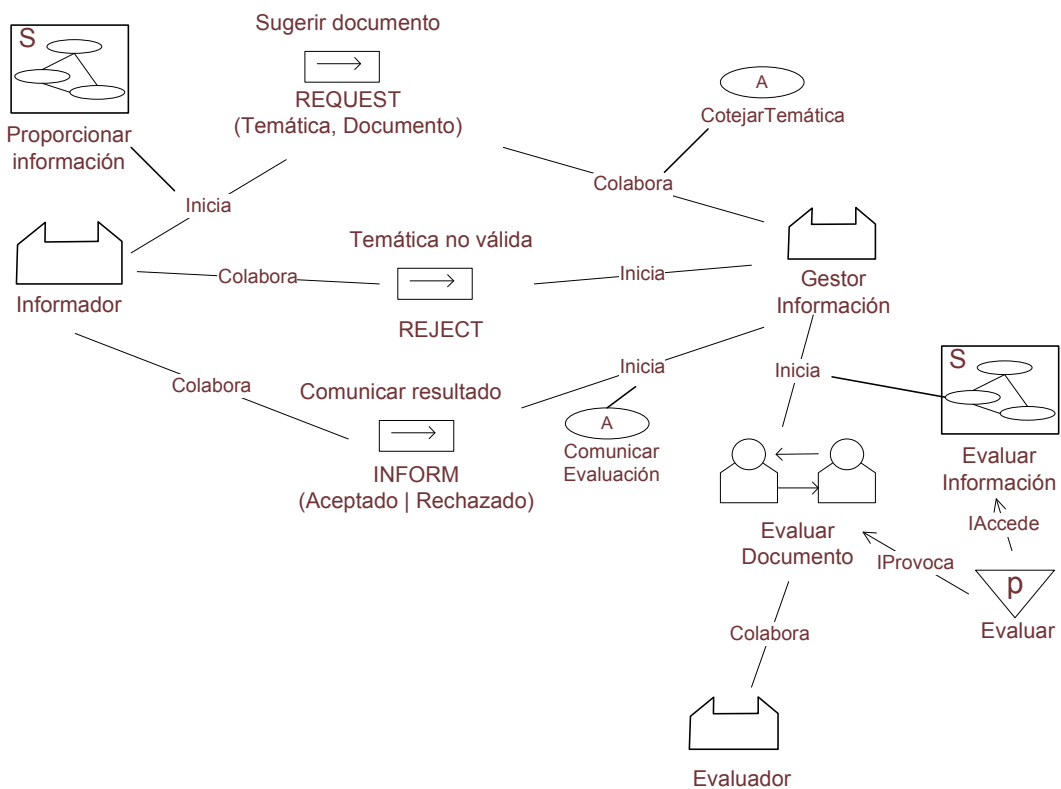 Sugerir documento
S
REQUEST
(Temática, Documento)
Proporcionar
información
A
CotejarTemática
Inicia
Colabora
Informador
Temática no válida
Colabora
Inicia
REJECT
Gestor
Información
Colabora
Comunicar resultado
Inicia
Inicia
S
A
INFORM
(Aceptado | Rechazado)
Comunicar
Evaluación
Evaluar
Información
Evaluar
Documento
IAccede
IProvoca
p
Evaluar
Colabora
Evaluador